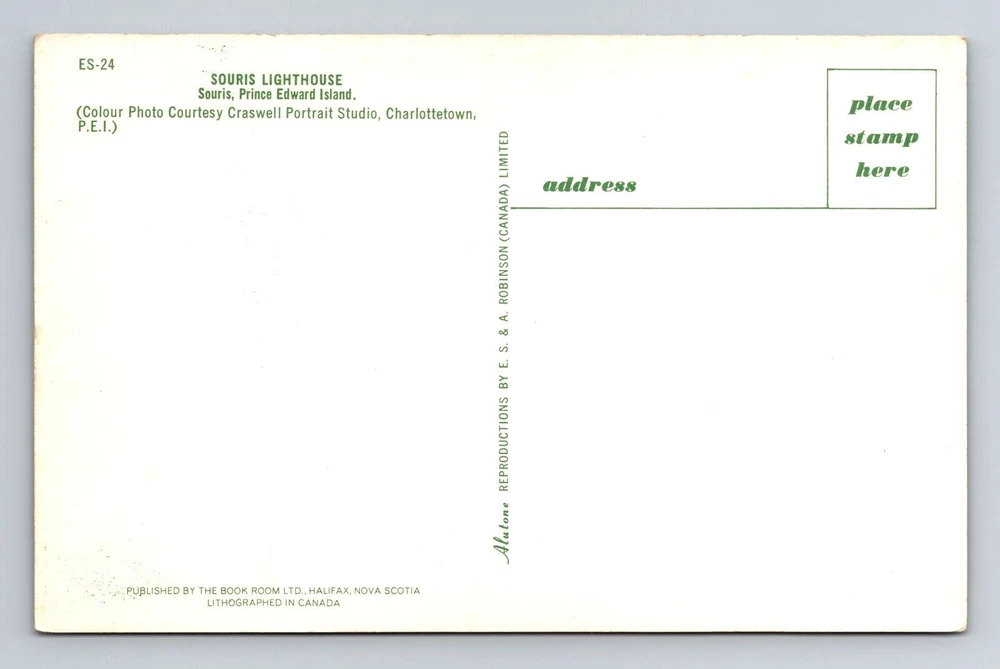 ES-24
SOURIS LIGHTHOUSE
Souris, Prince Edward Island.
(Colour Photo Courtesy Craswell Portrait Studio, Charlottetown,
P.E.I.)
Alutone REPRODUCTIONS BY E. S. & A. ROBINSON (CANADA) LIMITED
address
place
stamp
here
PUBLISHED BY THE BOOK ROOM LTD., HALIFAX, NOVA SCOTIA
LITHOGRAPHED IN CANADA